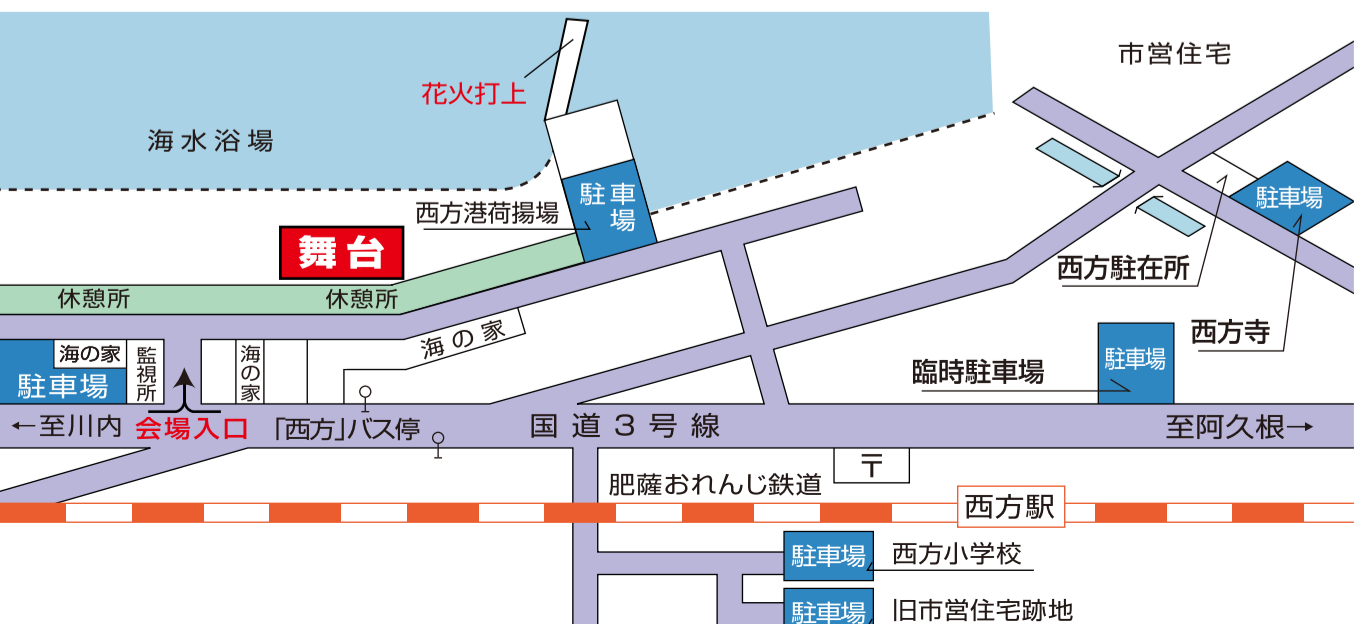 市営住宅
花火打上
海水浴場
駐車場
駐車
場
西方港荷揚場
舞台
西方駐在所
休憩所
休憩所
西方寺
海の家
海の家
監視所
海の家
駐車場
駐車場
臨時駐車場
←至川内
会場入口
「西方」バス停
国道3号線
至阿久根→
〒
肥薩おれんじ鉄道
西方駅
駐車場
西方小学校
駐車場
旧市営住宅跡地